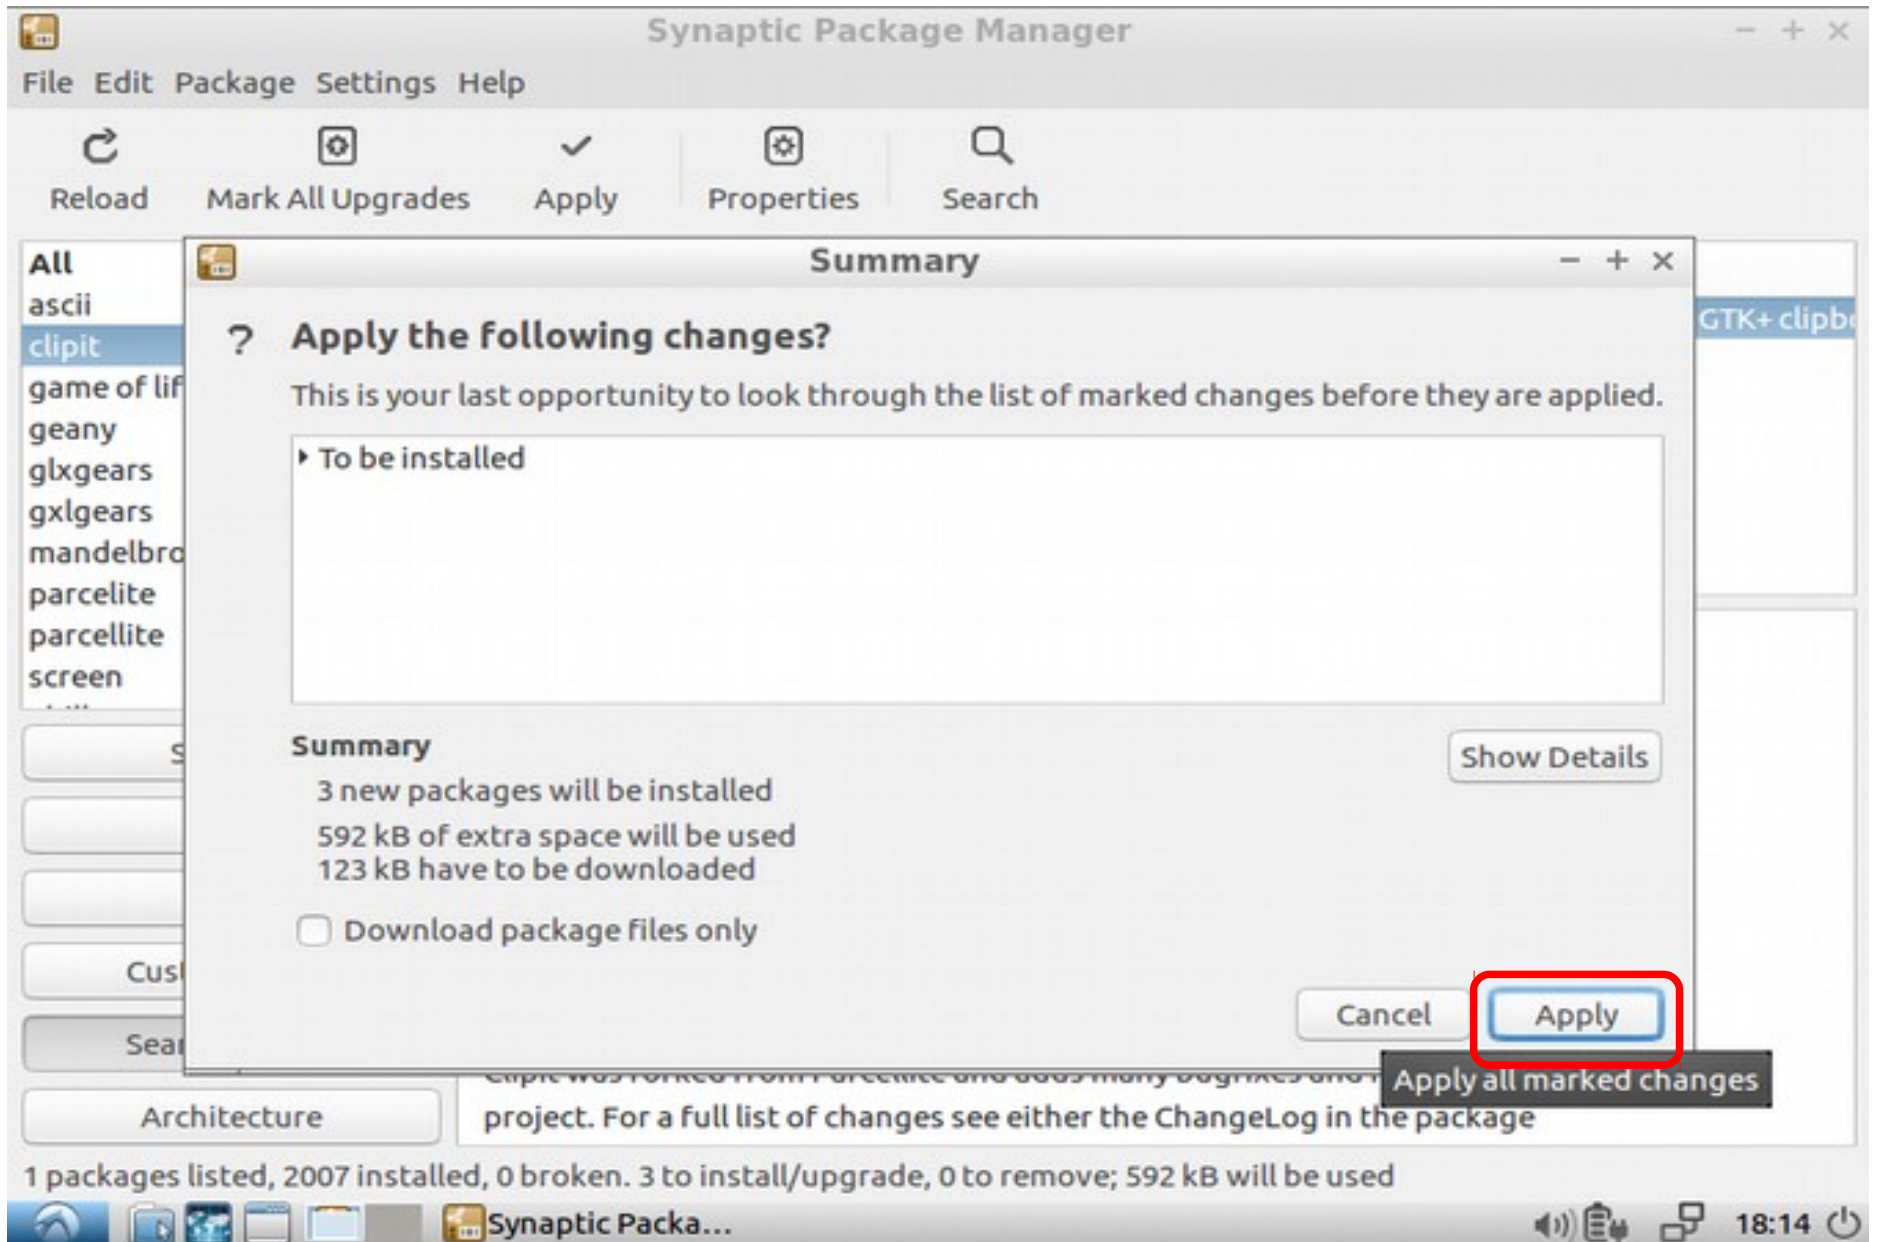 Synaptic Package Manager
File Edit Package Settings Help
Reload Mark All Upgrades Apply Properties Search
All
ascii
clipit
game of lif
geany
glxgears
gxlgears
mandelbro
parcelite
parcellite
screen
GTK+ clipb
Summary
? Apply the following changes?
This is your last opportunity to look through the list of marked changes before they are applied.
To be installed
Summary
Show Details
3 new packages will be installed
592 kB of extra space will be used
123 kB have to be downloaded
Download package files only
Cancel Apply
Apply all marked changes
S
Cust
Sear
Architecture
project. For a full list of changes see either the ChangeLog in the package
1 packages listed, 2007 installed, 0 broken. 3 to install/upgrade, 0 to remove; 592 kB will be used
Synaptic Packa...
18:14